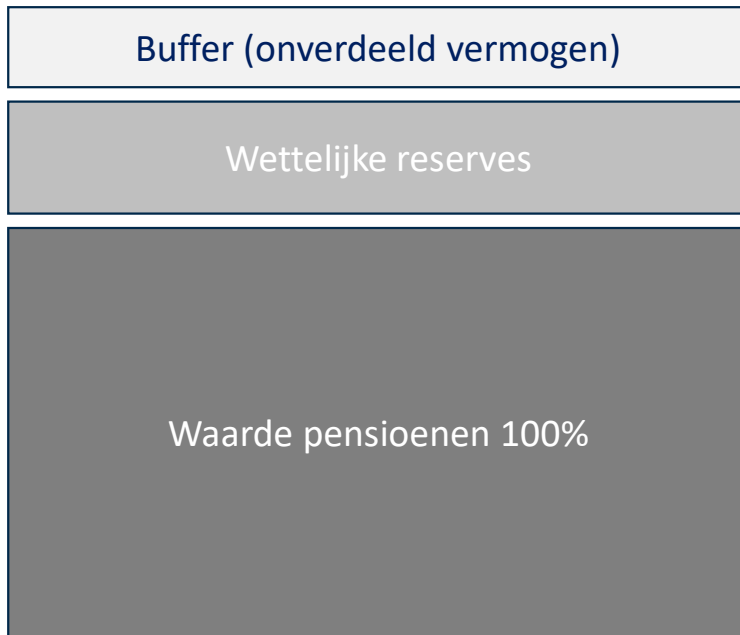 Buffer (onverdeeld vermogen)
Wettelijke reserves
Waarde pensioenen 100%